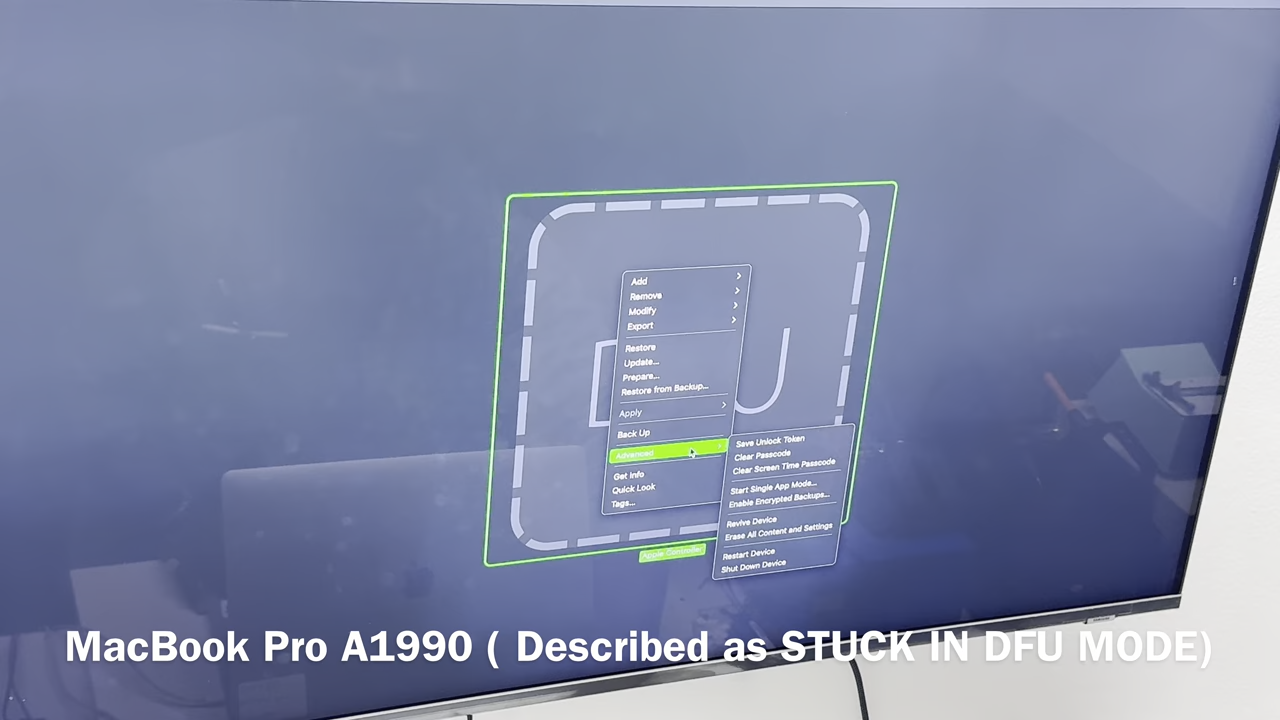 Add
Remove
Modify
Export
Restore
Update...
Prepare...
Restore from Backup...
Apply
Back Up
Advanced
Get Info
Quick Look
Tags...
Save Unlock Token
Clear Passcode
Clear Screen Time Passcode
Start Single App Mode...
Enable Encrypted Backups...
Revive Device
Erase All Content and Settings
Restart Device
Shut Down Device
Apple Controller
MacBook Pro A1990 ( Described as STUCK IN DFU MODE)